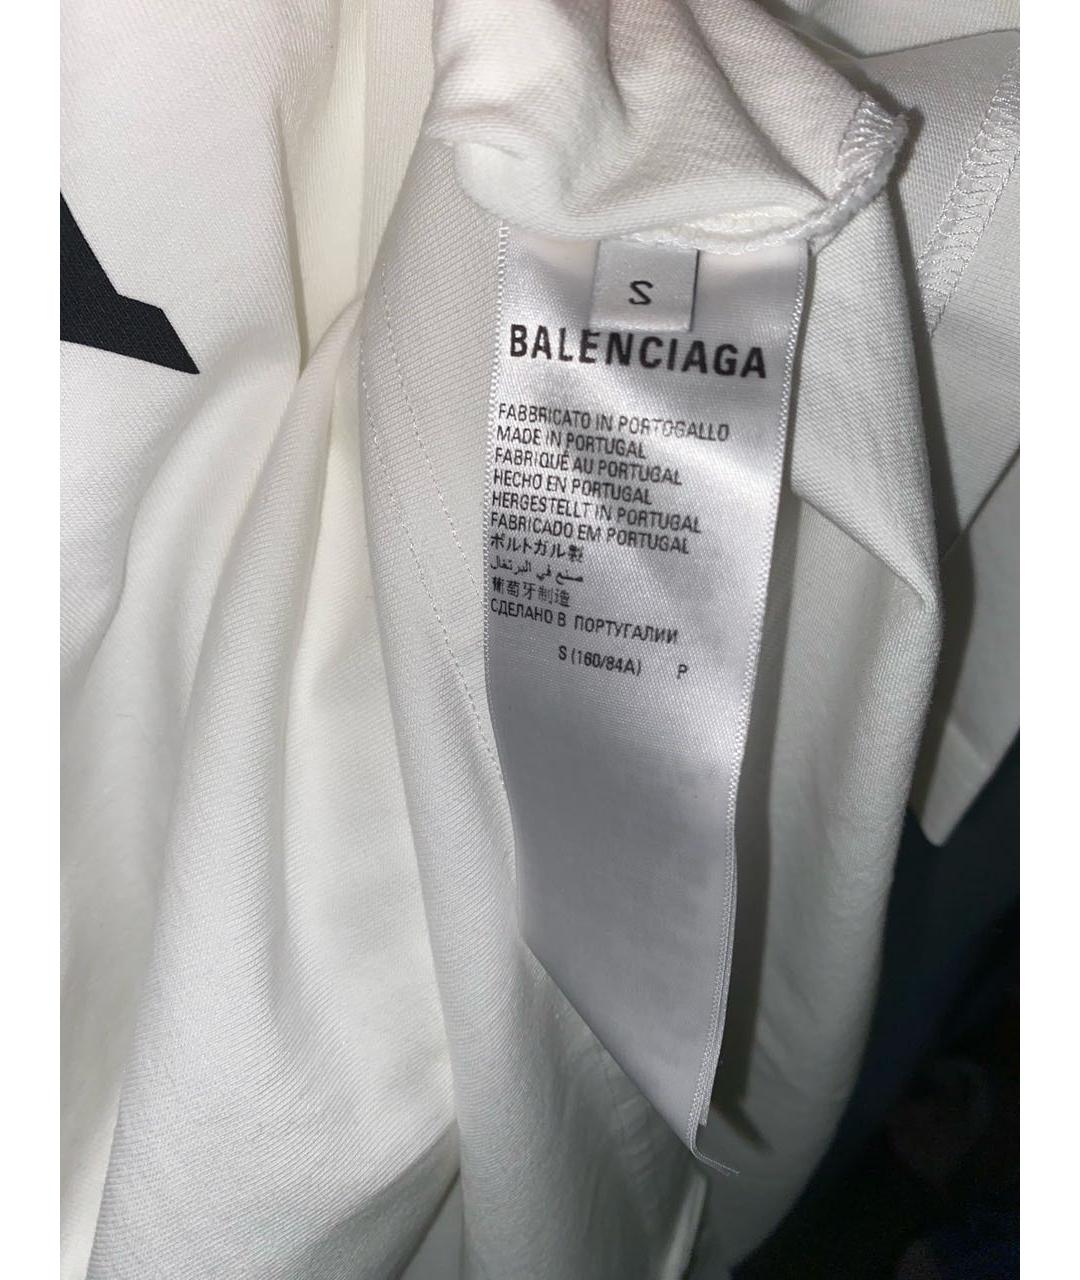 S
BALENCIAGA
FABBRICATO IN PORTOGALLO
MADE IN PORTUGAL
FABRIQUÉ AU PORTUGAL
HECHO EN PORTUGAL
HERGESTELLT IN PORTUGAL
FABRICADO EM PORTUGAL
ポルトガル製
صنع في البرتغال
葡萄牙制造
СДЕЛАНО В ПОРТУГАЛИИ
S (160/84A) P